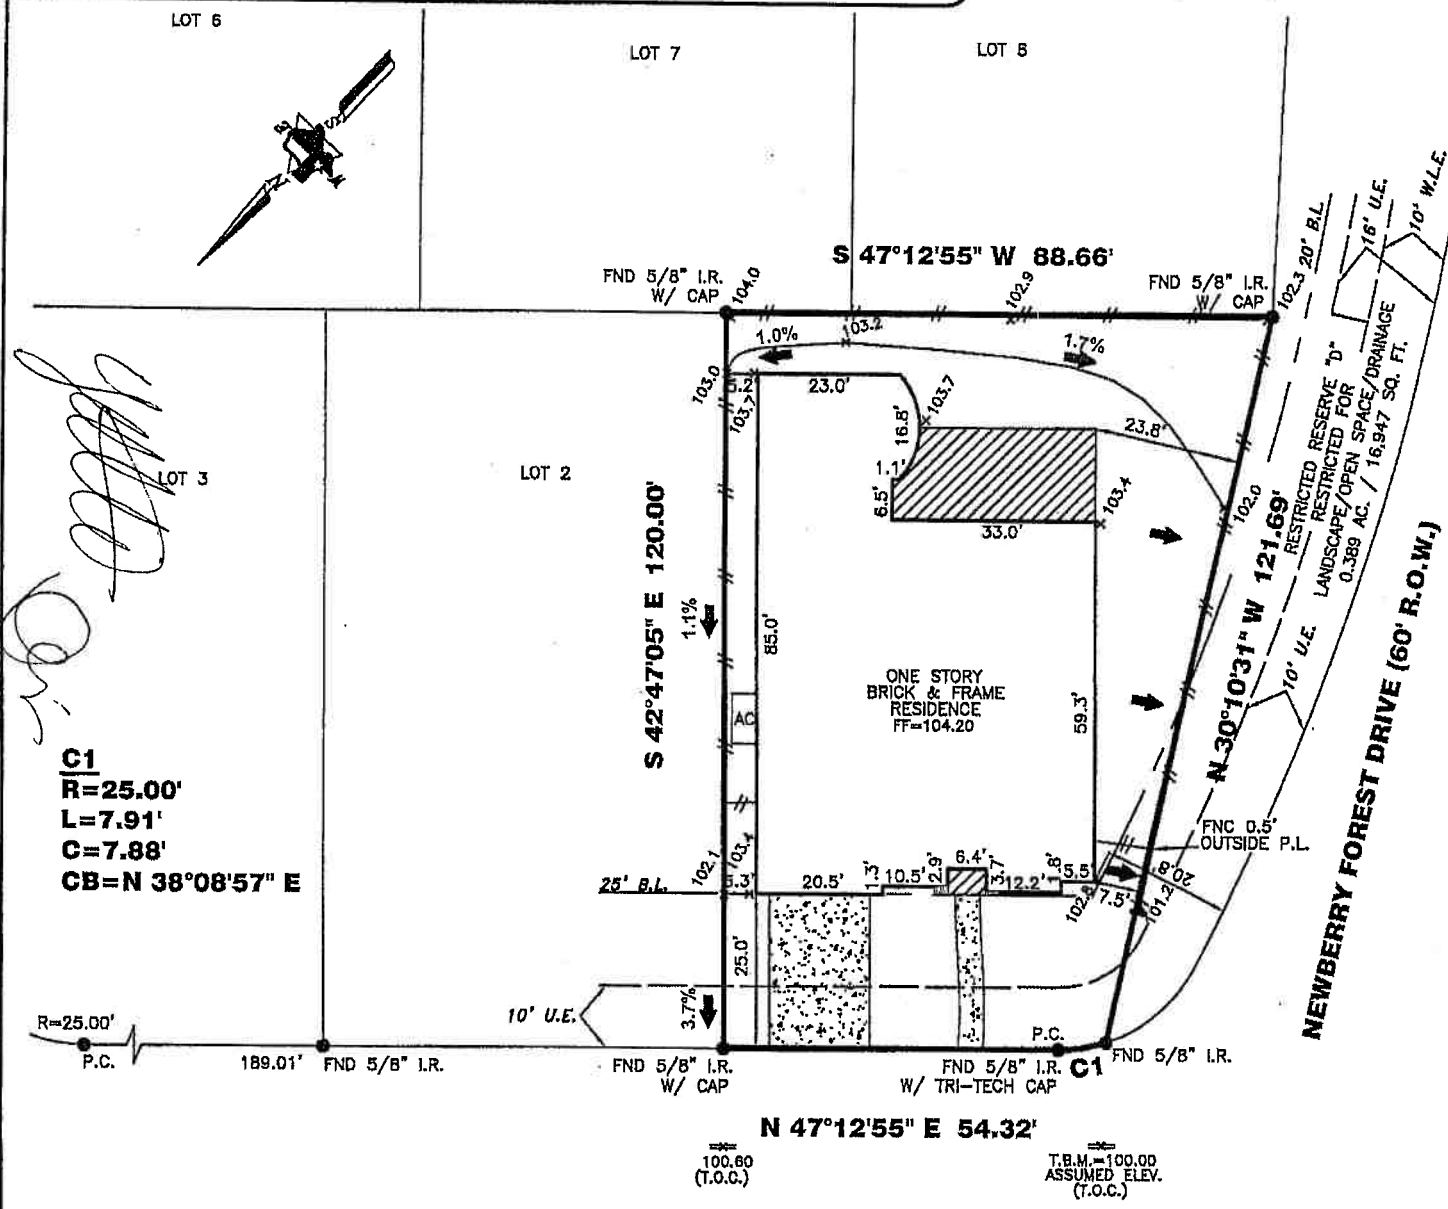 LOT 6
LOT 7
LOT 8
S 47°12'55" W 88.66'
FND 5/8" I.R.
W/ CAP
104.0
102.9
FND 5/8" I.R.
W/ CAP
102.3
20' B.L.
16' U.E.
10' W.L.E.
1.0%
103.2
1.7%
103.0
5.2'
103.7
23.0'
16.8'
103.7
23.8'
1.1'
6.5'
33.0'
103.4
102.0
LOT 3
LOT 2
S 42°47'05" E 120.00'
1.1%
85.0'
AC
ONE STORY
BRICK & FRAME
RESIDENCE
FF=104.20
59.3'
N 30°10'31" W 121.69'
RESTRICTED RESERVE "D"
RESTRICTED FOR
LANDSCAPE/OPEN SPACE/DRAINAGE
0.389 AC. / 16,947 SQ. FT.
10' U.E.
NEWBERRY FOREST DRIVE (60' R.O.W.)
C1
R=25.00'
L=7.91'
C=7.88'
CB=N 38°08'57" E
FNC 0.5'
OUTSIDE P.L.
102.1
103.4
25' B.L.
5.3'
20.5'
1.3'
10.5'
2.9'
6.4'
3.7'
12.2'
1.8'
5.5'
102.8
7.5'
20.8'
101.2
25.0'
3.7%
10' U.E.
R=25.00'
P.C.
189.01'
FND 5/8" I.R.
FND 5/8" I.R.
W/ CAP
P.C.
FND 5/8" I.R.
W/ TRI-TECH CAP
C1
FND 5/8" I.R.
N 47°12'55" E 54.32'
100.60
(T.O.C.)
T.B.M.=100.00
ASSUMED ELEV.
(T.O.C.)